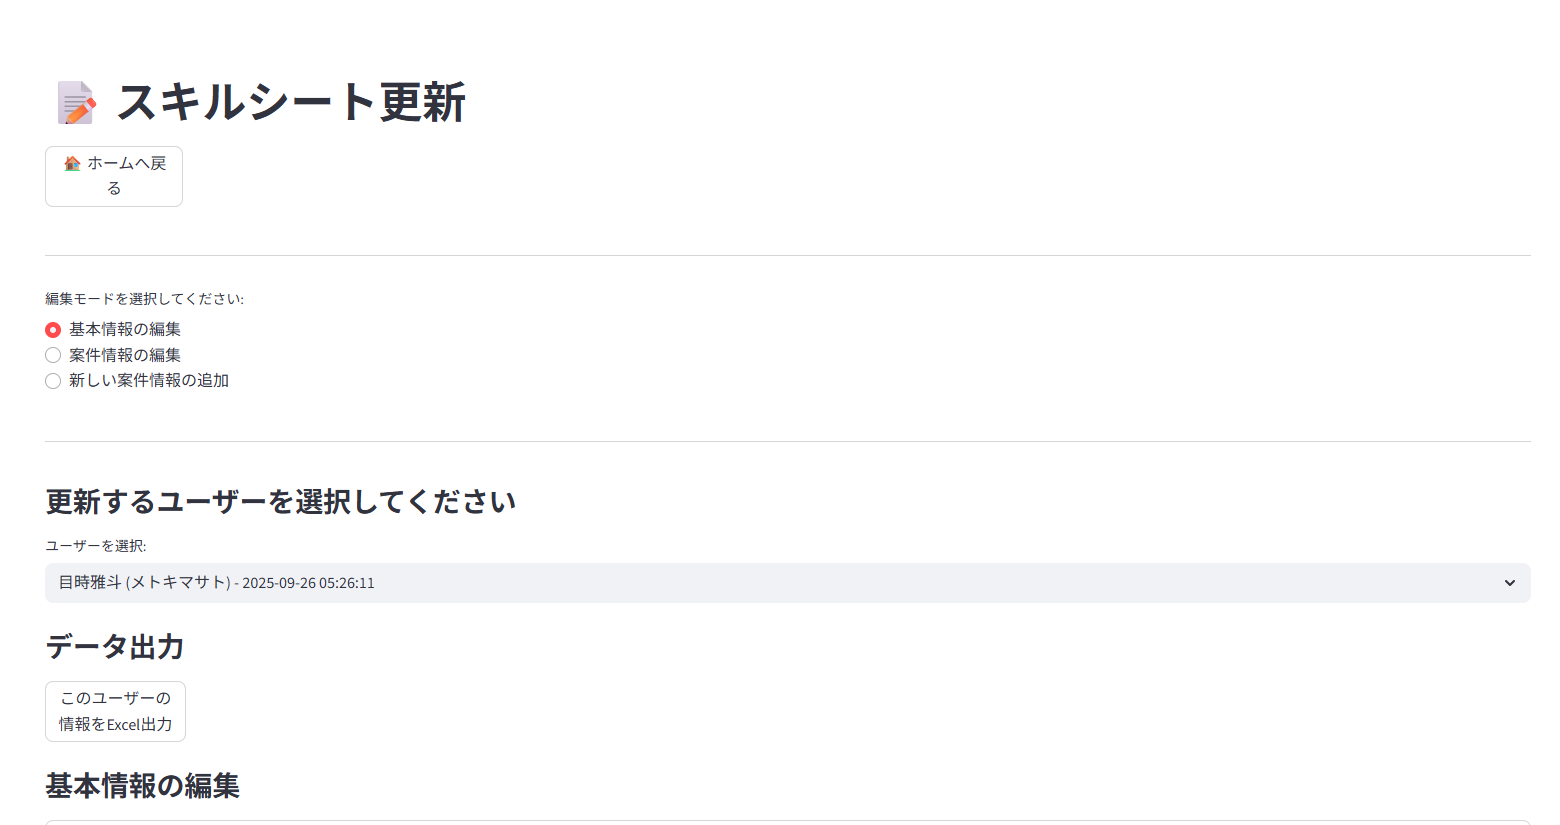 スキルシート更新
ホームへ戻
る
編集モードを選択してください:
基本情報の編集
案件情報の編集
新しい案件情報の追加
更新するユーザーを選択してください
ユーザーを選択:
目時雅斗 (メトキマサト) - 2025-09-26 05:26:11
データ出力
このユーザーの
情報をExcel出力
基本情報の編集